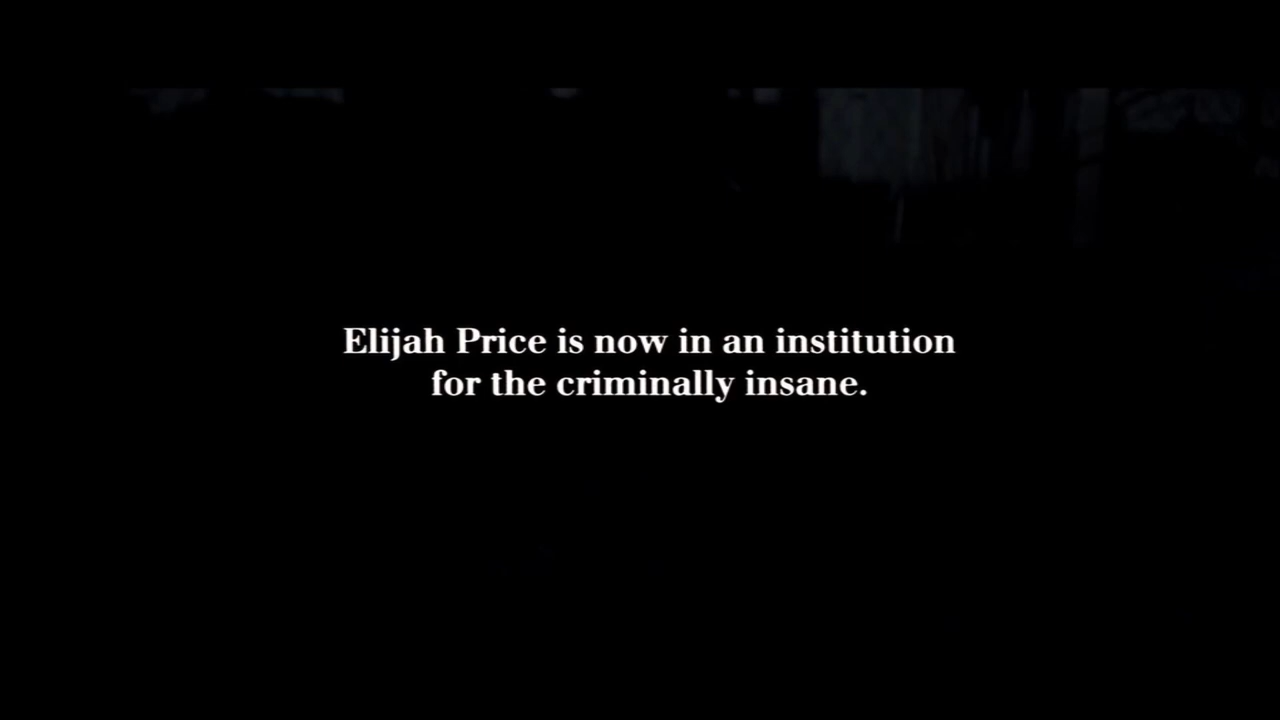 Elijah Price is now in an institution
for the criminally insane.